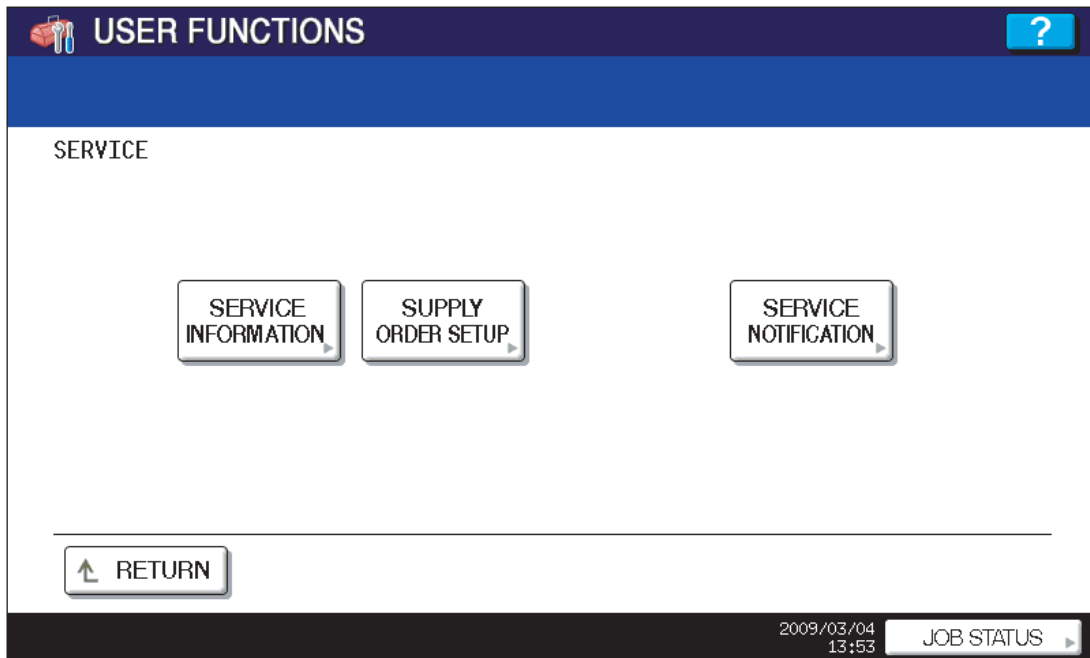 USER FUNCTIONS
?
SERVICE
SERVICE
INFORMATION
SUPPLY
ORDER SETUP
SERVICE
NOTIFICATION
RETURN
2009/03/04
13:53
JOB STATUS